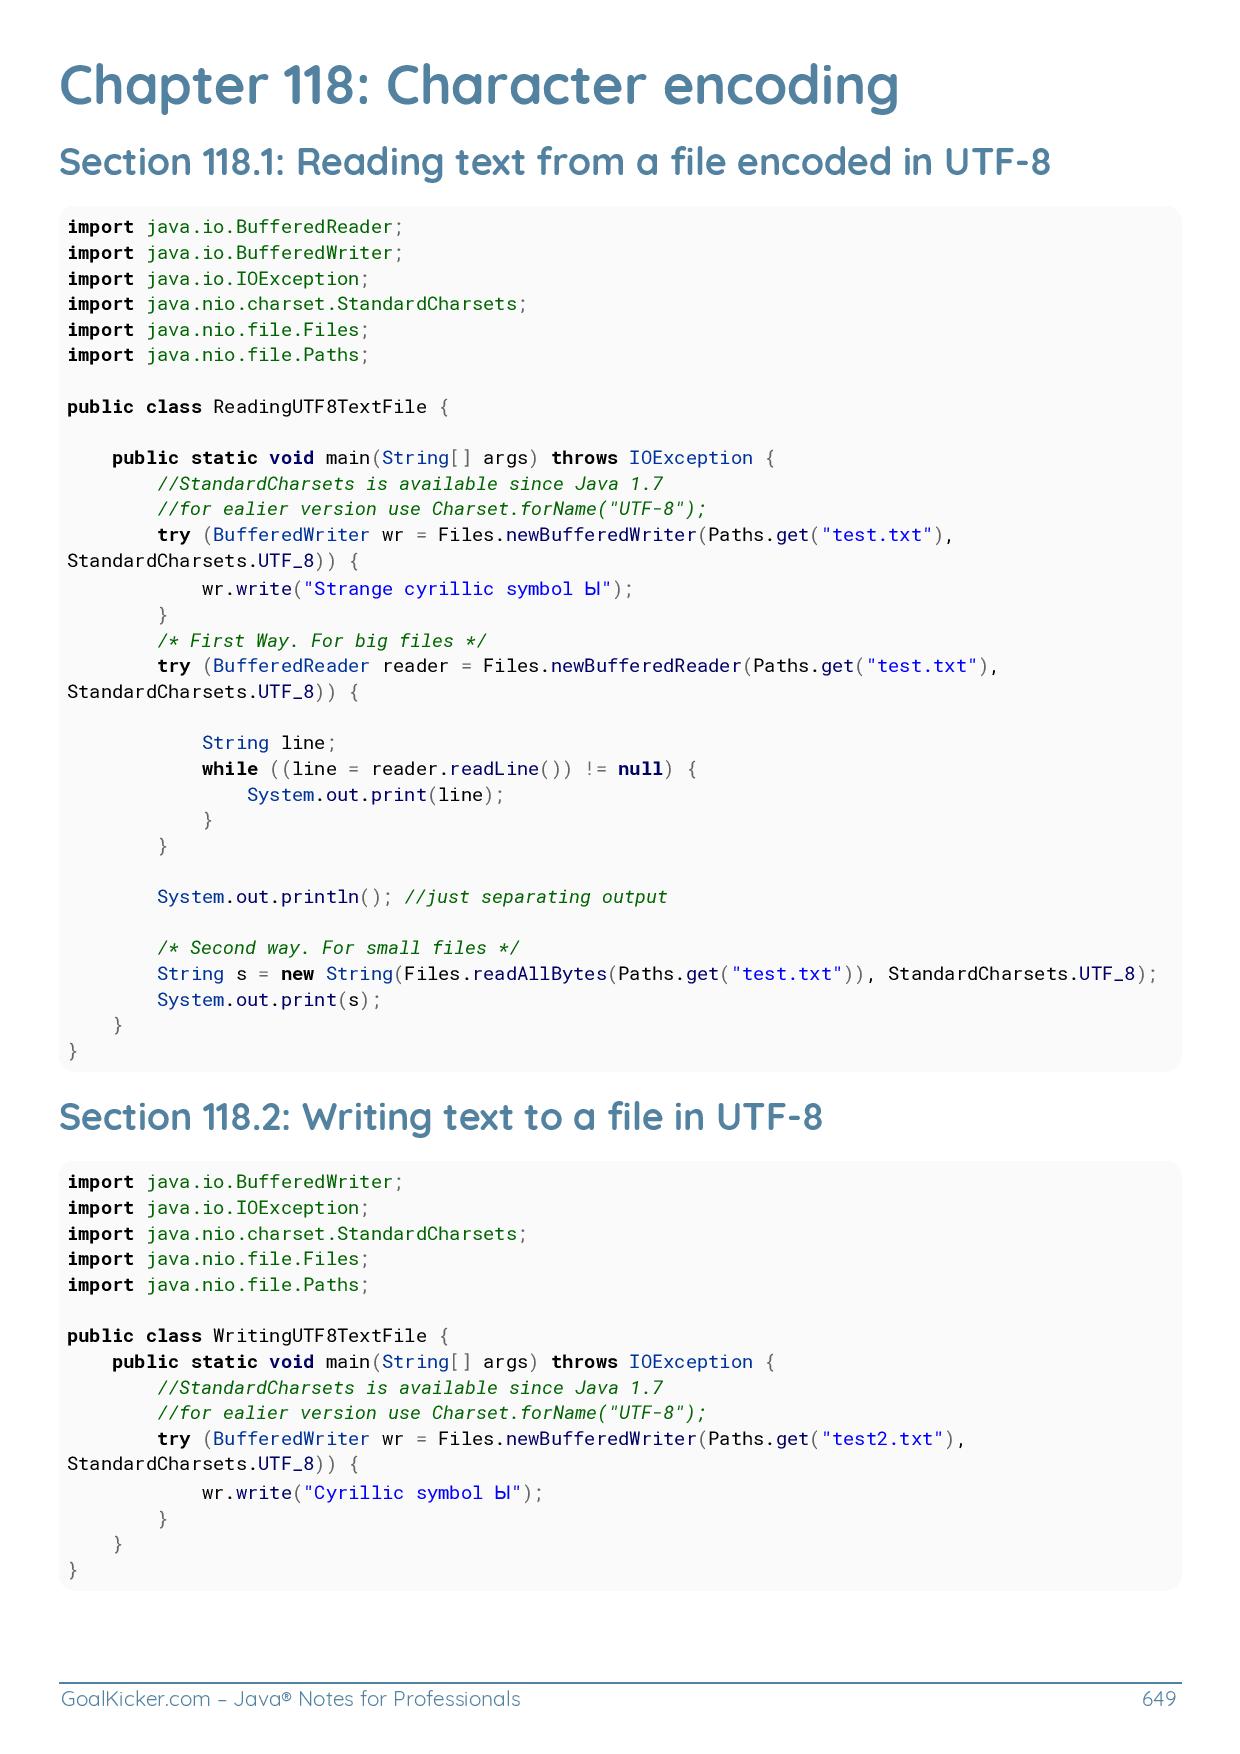 Chapter 118: Character encoding
Section 118.1: Reading text from a file encoded in UTF-8
import java.io.BufferedReader;
import java.io.BufferedWriter;
import java.io.IOException;
import java.nio.charset.StandardCharsets;
import java.nio.file.Files;
import java.nio.file.Paths;

public class ReadingUTF8TextFile {

    public static void main(String[] args) throws IOException {
        //StandardCharsets is available since Java 1.7
        //for ealier version use Charset.forName("UTF-8");
        try (BufferedWriter wr = Files.newBufferedWriter(Paths.get("test.txt"),
StandardCharsets.UTF_8)) {
            wr.write("Strange cyrillic symbol Ы");
        }
        /* First Way. For big files */
        try (BufferedReader reader = Files.newBufferedReader(Paths.get("test.txt"),
StandardCharsets.UTF_8)) {

            String line;
            while ((line = reader.readLine()) != null) {
                System.out.print(line);
            }
        }

        System.out.println(); //just separating output

        /* Second way. For small files */
        String s = new String(Files.readAllBytes(Paths.get("test.txt")), StandardCharsets.UTF_8);
        System.out.print(s);
    }
}
Section 118.2: Writing text to a file in UTF-8
import java.io.BufferedWriter;
import java.io.IOException;
import java.nio.charset.StandardCharsets;
import java.nio.file.Files;
import java.nio.file.Paths;

public class WritingUTF8TextFile {
    public static void main(String[] args) throws IOException {
        //StandardCharsets is available since Java 1.7
        //for ealier version use Charset.forName("UTF-8");
        try (BufferedWriter wr = Files.newBufferedWriter(Paths.get("test2.txt"),
StandardCharsets.UTF_8)) {
            wr.write("Cyrillic symbol Ы");
        }
    }
}
GoalKicker.com – Java® Notes for Professionals 649